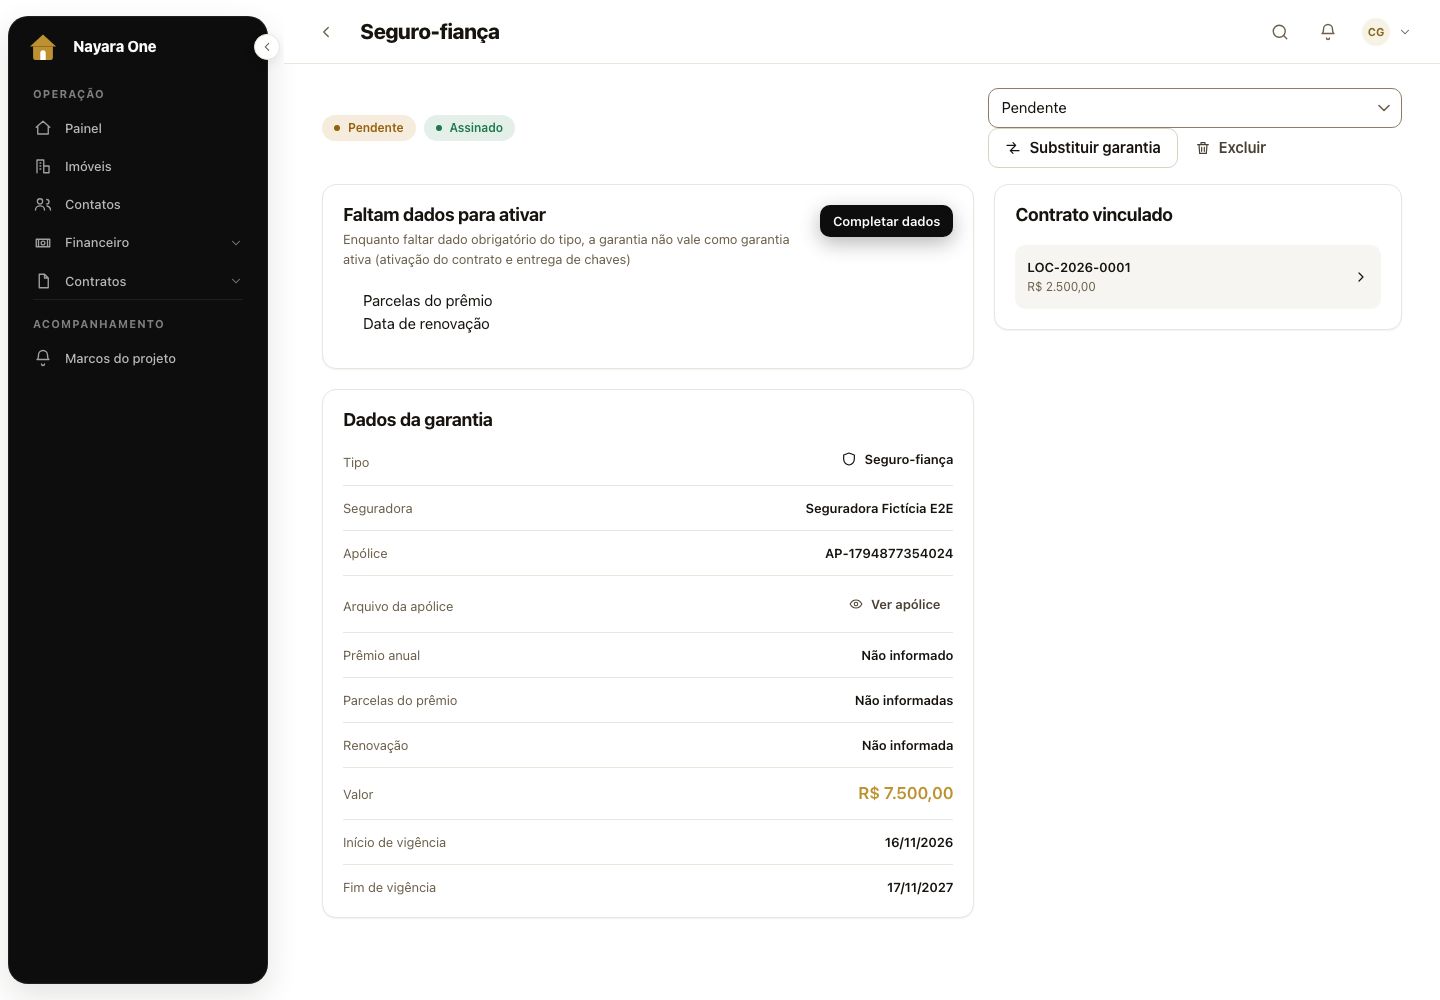 Nayara One
OPERAÇÃO
Painel
Imóveis
Contatos
Financeiro
Contratos
ACOMPANHAMENTO
Marcos do projeto
Seguro-fiança
CG
Pendente
Assinado
Pendente
Substituir garantia
Excluir
Faltam dados para ativar
Enquanto faltar dado obrigatório do tipo, a garantia não vale como garantia
ativa (ativação do contrato e entrega de chaves)
Completar dados
Parcelas do prêmio
Data de renovação
Contrato vinculado
LOC-2026-0001
R$ 2.500,00
Dados da garantia
Tipo
Seguro-fiança
Seguradora
Seguradora Fictícia E2E
Apólice
AP-1794877354024
Arquivo da apólice
Ver apólice
Prêmio anual
Não informado
Parcelas do prêmio
Não informadas
Renovação
Não informada
Valor
R$ 7.500,00
Início de vigência
16/11/2026
Fim de vigência
17/11/2027